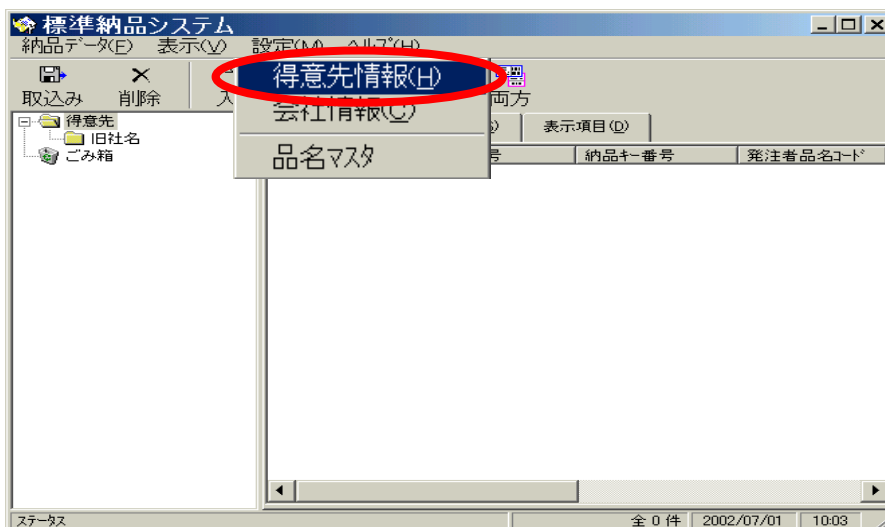 標準納品システム
納品ﾃﾞｰﾀ(F) 表示(V) 設定(M) ﾍﾙﾌﾟ(H)
取込み 削除 入 両方
得意先情報(H)
会社情報(C)
品名ﾏｽﾀ
得意先
旧社名
ごみ箱
表示項目(D)
号 納品キー番号 発注者品名ｺｰﾄﾞ
ｽﾃｰﾀｽ 全 0 件 2002/07/01 10:03